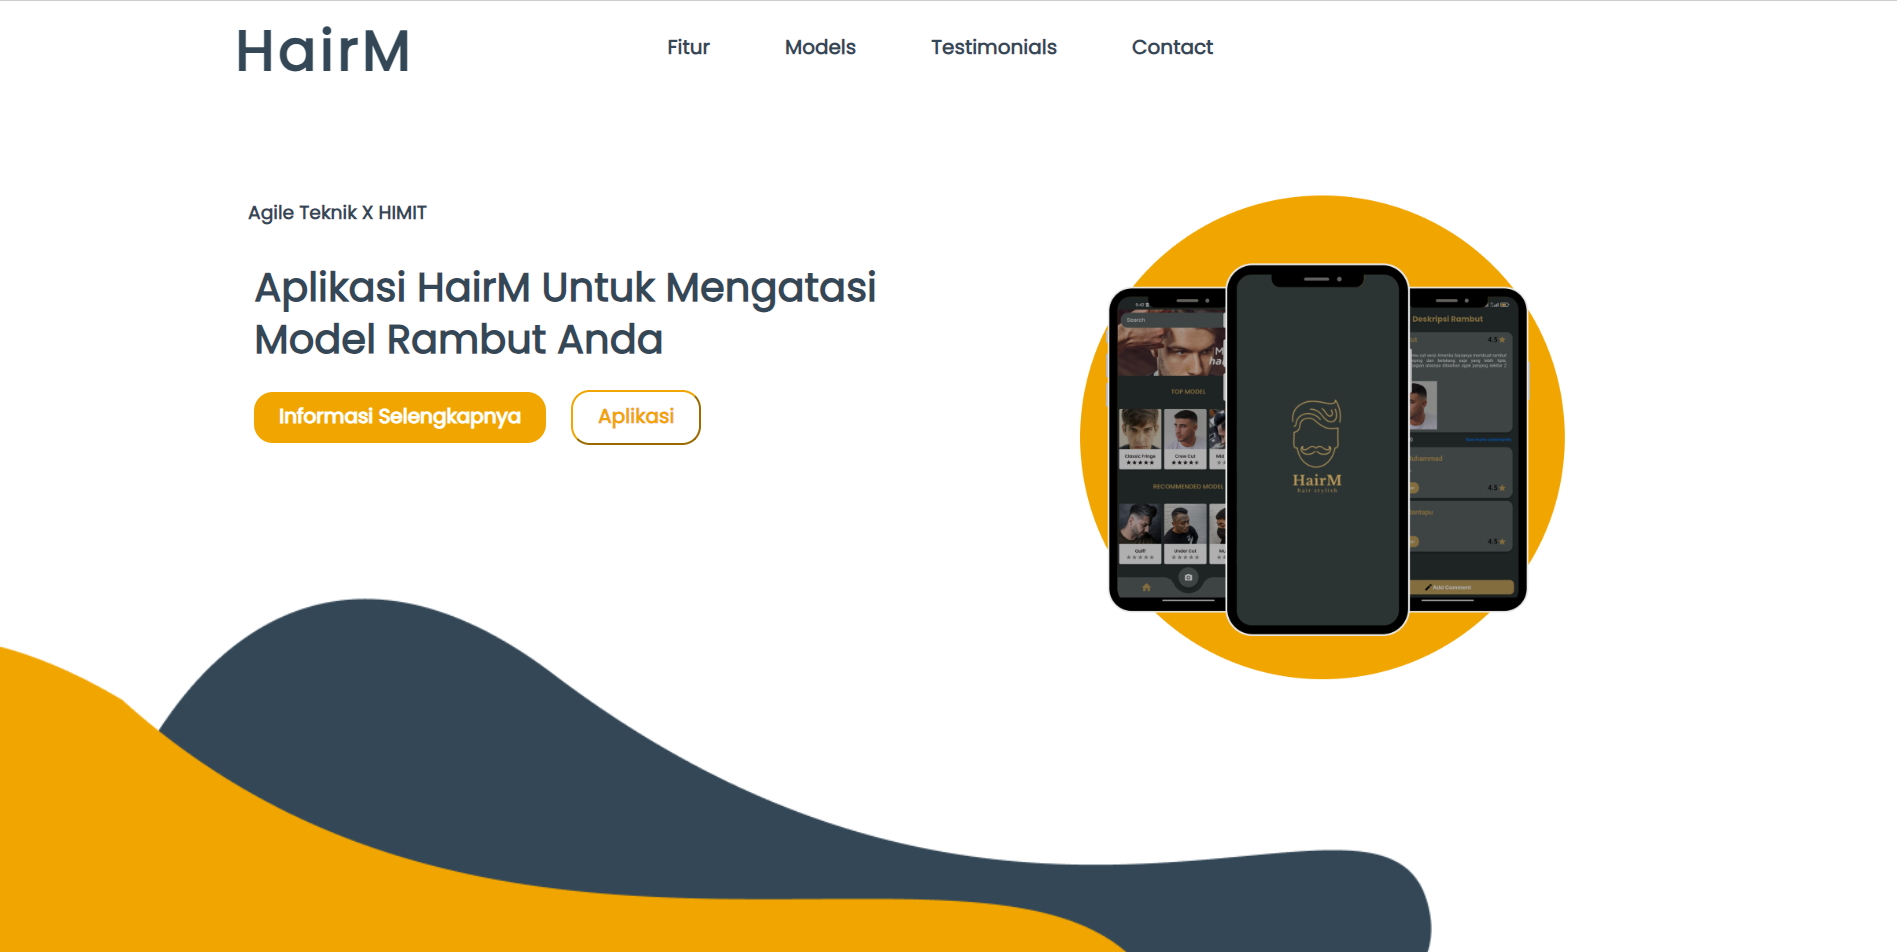 HairM
Fitur
Models
Testimonials
Contact
Agile Teknik X HIMIT
Aplikasi HairM Untuk Mengatasi
Model Rambut Anda
Informasi Selengkapnya
Aplikasi
Search
TOP MODEL
Classic Fringe
Crew Cut
Mid
RECOMMENDED MODEL
Quiff
Under Cut
HairM
hair stylish
Deskripsi Rambut
4.5
4.5
4.5
Add Comment